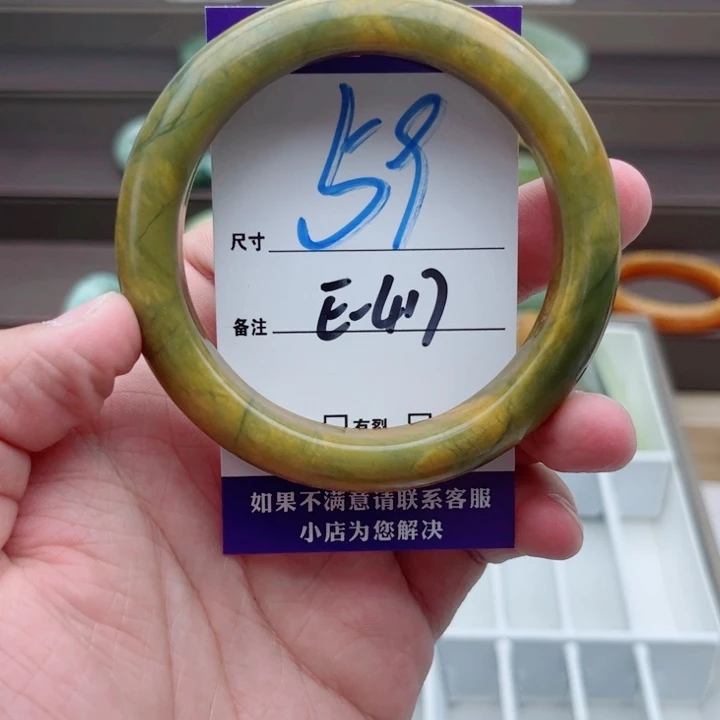 尺寸 59
备注 E-417
有裂
如果不满意请联系客服
小店为您解决